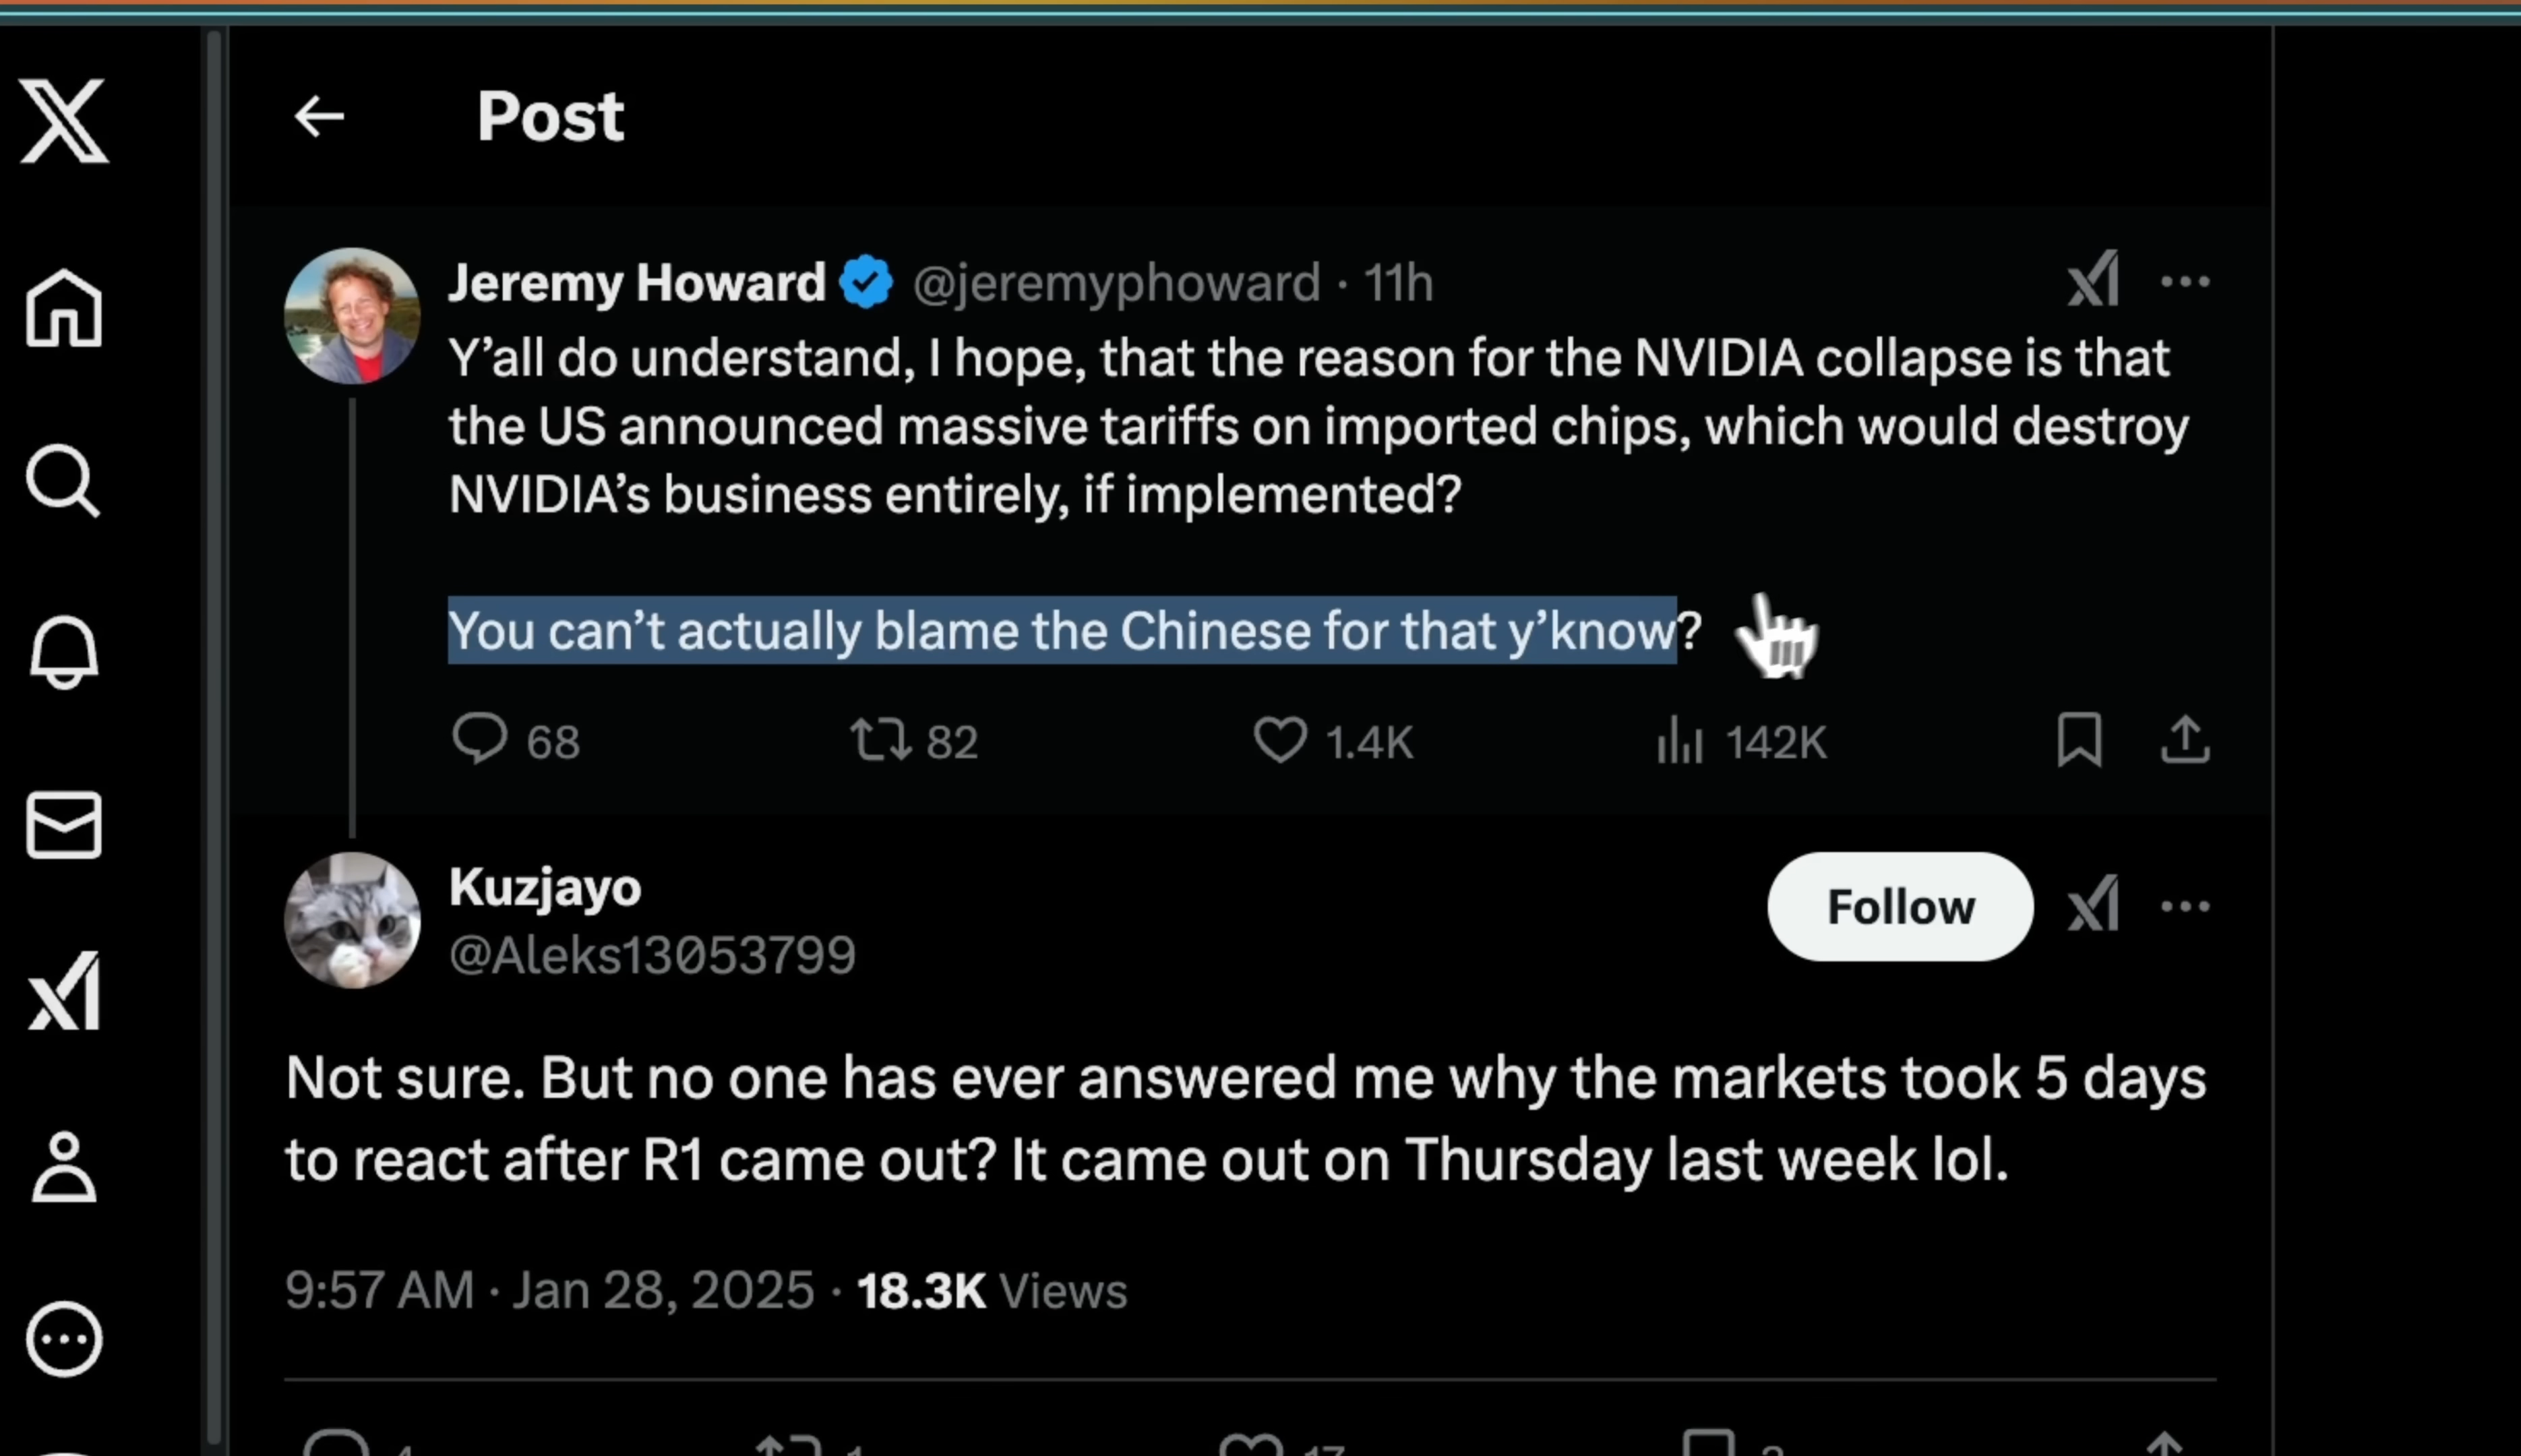 Post
Jeremy Howard @jeremyphoward · 11h
Y’all do understand, I hope, that the reason for the NVIDIA collapse is that
the US announced massive tariffs on imported chips, which would destroy
NVIDIA’s business entirely, if implemented?
You can’t actually blame the Chinese for that y’know?
68 82 1.4K 142K
Kuzjayo
Follow
@Aleks13053799
Not sure. But no one has ever answered me why the markets took 5 days
to react after R1 came out? It came out on Thursday last week lol.
9:57 AM · Jan 28, 2025 · 18.3K Views